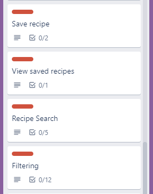 Save recipe
0/2
View saved recipes
0/1
Recipe Search
0/5
Filtering
0/12